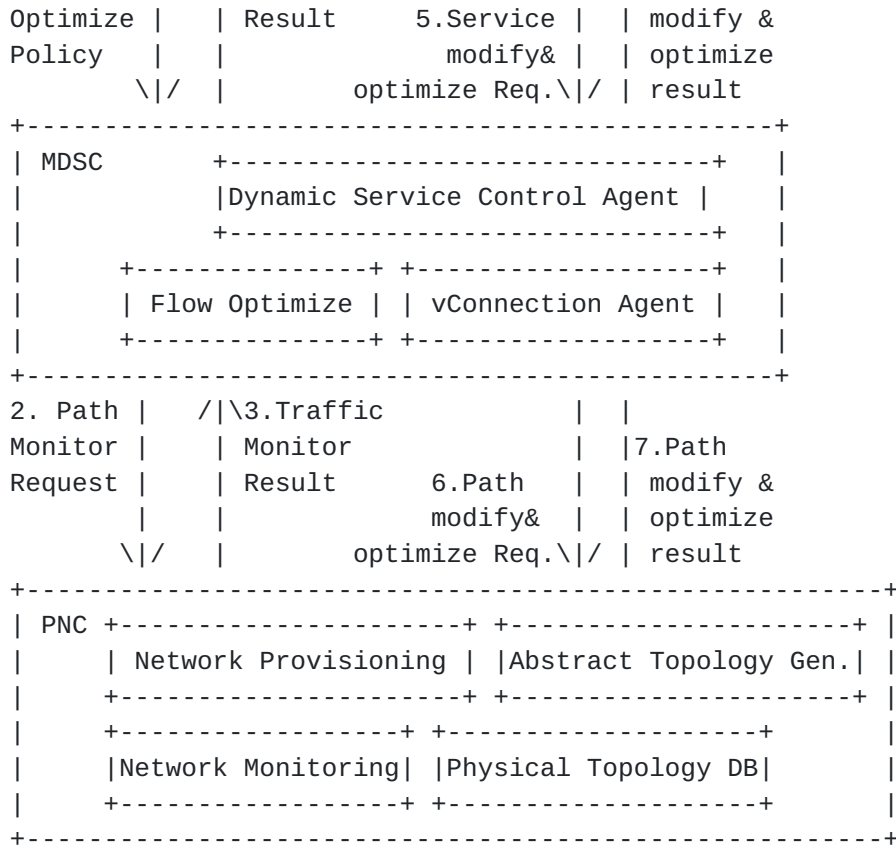 Optimize |   | Result     5.Service |  | modify &
Policy   |   |              modify& |  | optimize
        \|/  |        optimize Req.\|/ | result
+------------------------------------------------+
| MDSC       +-------------------------------+   |
|            |Dynamic Service Control Agent |    |
|            +-------------------------------+   |
|      +---------------+ +-------------------+   |
|      | Flow Optimize | | vConnection Agent |   |
|      +---------------+ +-------------------+   |
+------------------------------------------------+
2. Path |   /|\3.Traffic            |  |
Monitor |    | Monitor              |  |7.Path
Request |    | Result     6.Path    |  | modify &
        |    |            modify&   |  | optimize
       \|/   |        optimize Req.\|/ | result
+-------------------------------------------------------+
| PNC +----------------------+ +----------------------+ |
|     | Network Provisioning | |Abstract Topology Gen.| |
|     +----------------------+ +----------------------+ |
|     +------------------+ +--------------------+       |
|     |Network Monitoring| |Physical Topology DB|       |
|     +------------------+ +--------------------+       |
+-------------------------------------------------------+